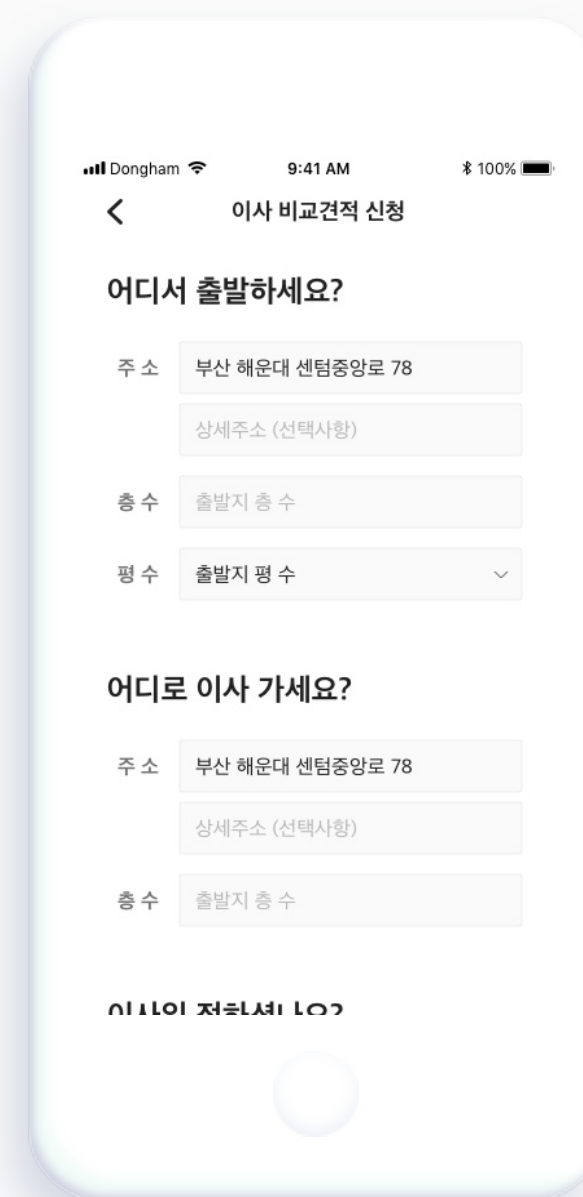 Dongham 9:41 AM 100%
이사 비교견적 신청
어디서 출발하세요?
주 소 부산 해운대 센텀중앙로 78
상세주소 (선택사항)
층 수 출발지 층 수
평 수 출발지 평 수
어디로 이사 가세요?
주 소 부산 해운대 센텀중앙로 78
상세주소 (선택사항)
층 수 출발지 층 수